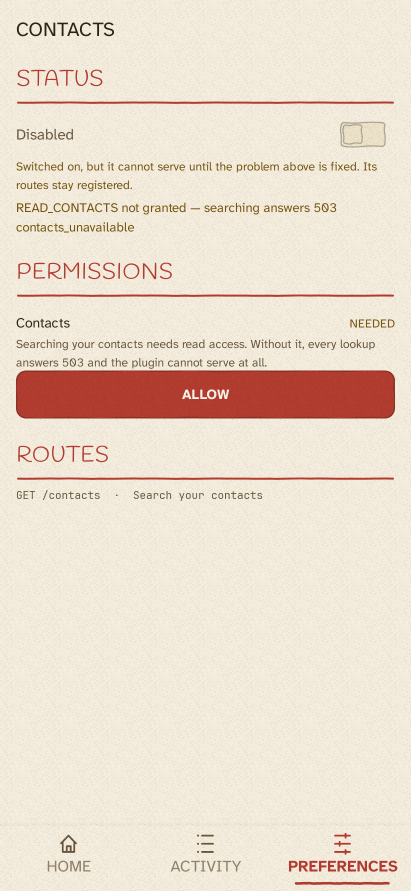 CONTACTS
STATUS
Disabled
Switched on, but it cannot serve until the problem above is fixed. Its
routes stay registered.
READ_CONTACTS not granted — searching answers 503
contacts_unavailable
PERMISSIONS
Contacts
NEEDED
Searching your contacts needs read access. Without it, every lookup
answers 503 and the plugin cannot serve at all.
ALLOW
ROUTES
GET /contacts · Search your contacts
HOME
ACTIVITY
PREFERENCES